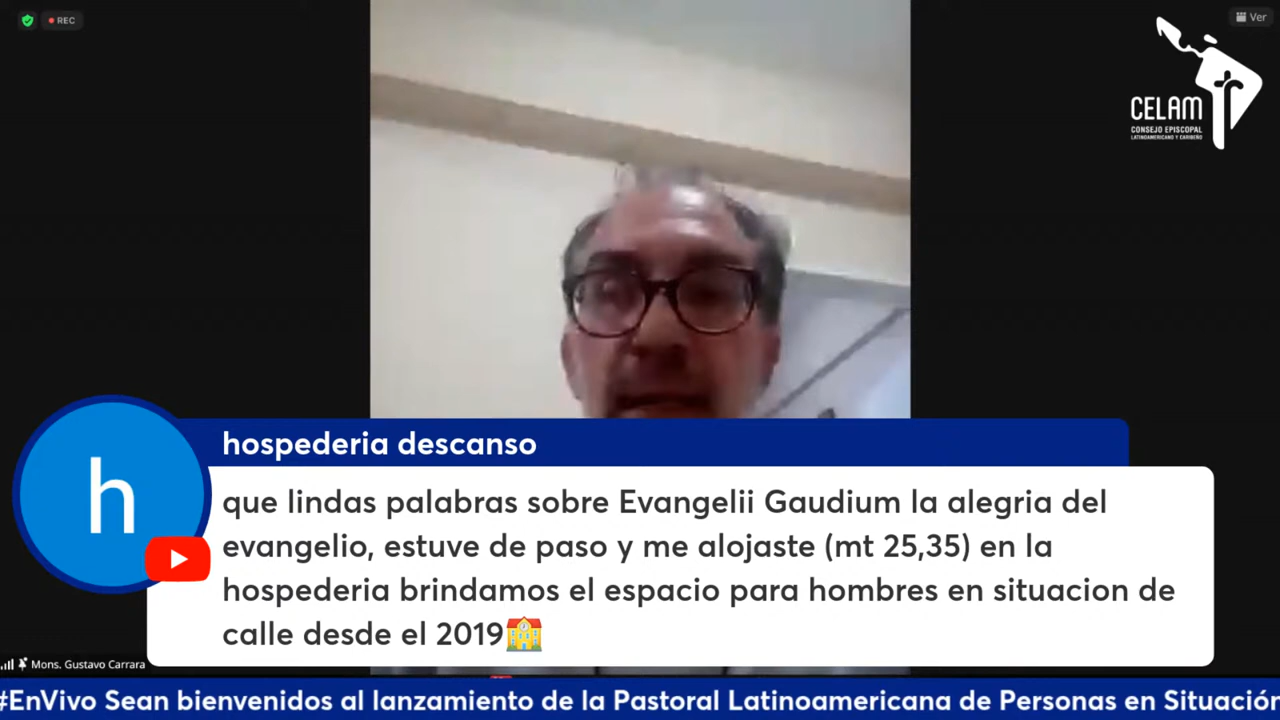 REC
Ver
CELAM
CONSEJO EPISCOPAL
LATINOAMERICANO Y CARIBEÑO
h
hospederia descanso
que lindas palabras sobre Evangelii Gaudium la alegria del
evangelio, estuve de paso y me alojaste (mt 25,35) en la
hospederia brindamos el espacio para hombres en situacion de
calle desde el 2019🏫
Mons. Gustavo Carrara
#EnVivo Sean bienvenidos al lanzamiento de la Pastoral Latinoamericana de Personas en Situación